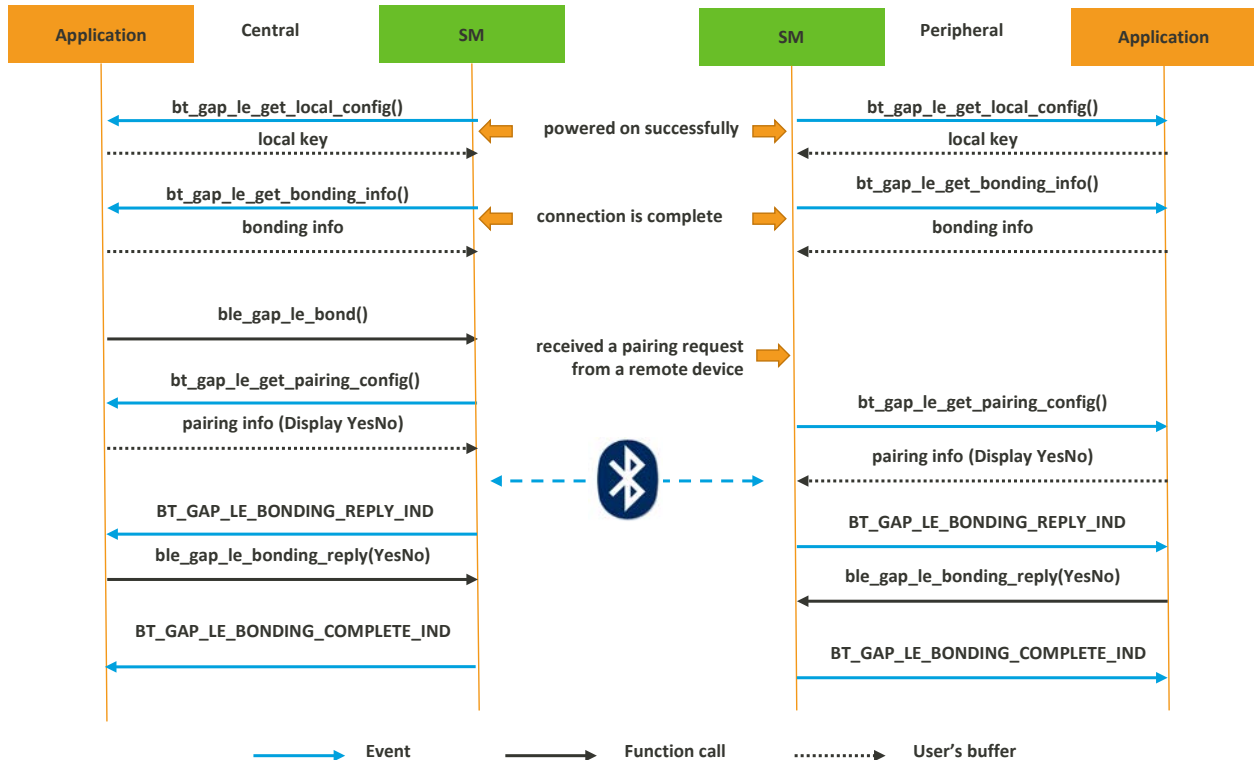 Application
Central
SM
SM
Peripheral
Application
bt_gap_le_get_local_config()
powered on successfully
bt_gap_le_get_local_config()
local key
local key
bt_gap_le_get_bonding_info()
connection is complete
bt_gap_le_get_bonding_info()
bonding info
bonding info
ble_gap_le_bond()
received a pairing request
from a remote device
bt_gap_le_get_pairing_config()
bt_gap_le_get_pairing_config()
pairing info (Display YesNo)
pairing info (Display YesNo)
BT_GAP_LE_BONDING_REPLY_IND
BT_GAP_LE_BONDING_REPLY_IND
ble_gap_le_bonding_reply(YesNo)
ble_gap_le_bonding_reply(YesNo)
BT_GAP_LE_BONDING_COMPLETE_IND
BT_GAP_LE_BONDING_COMPLETE_IND
Event
Function call
User's buffer